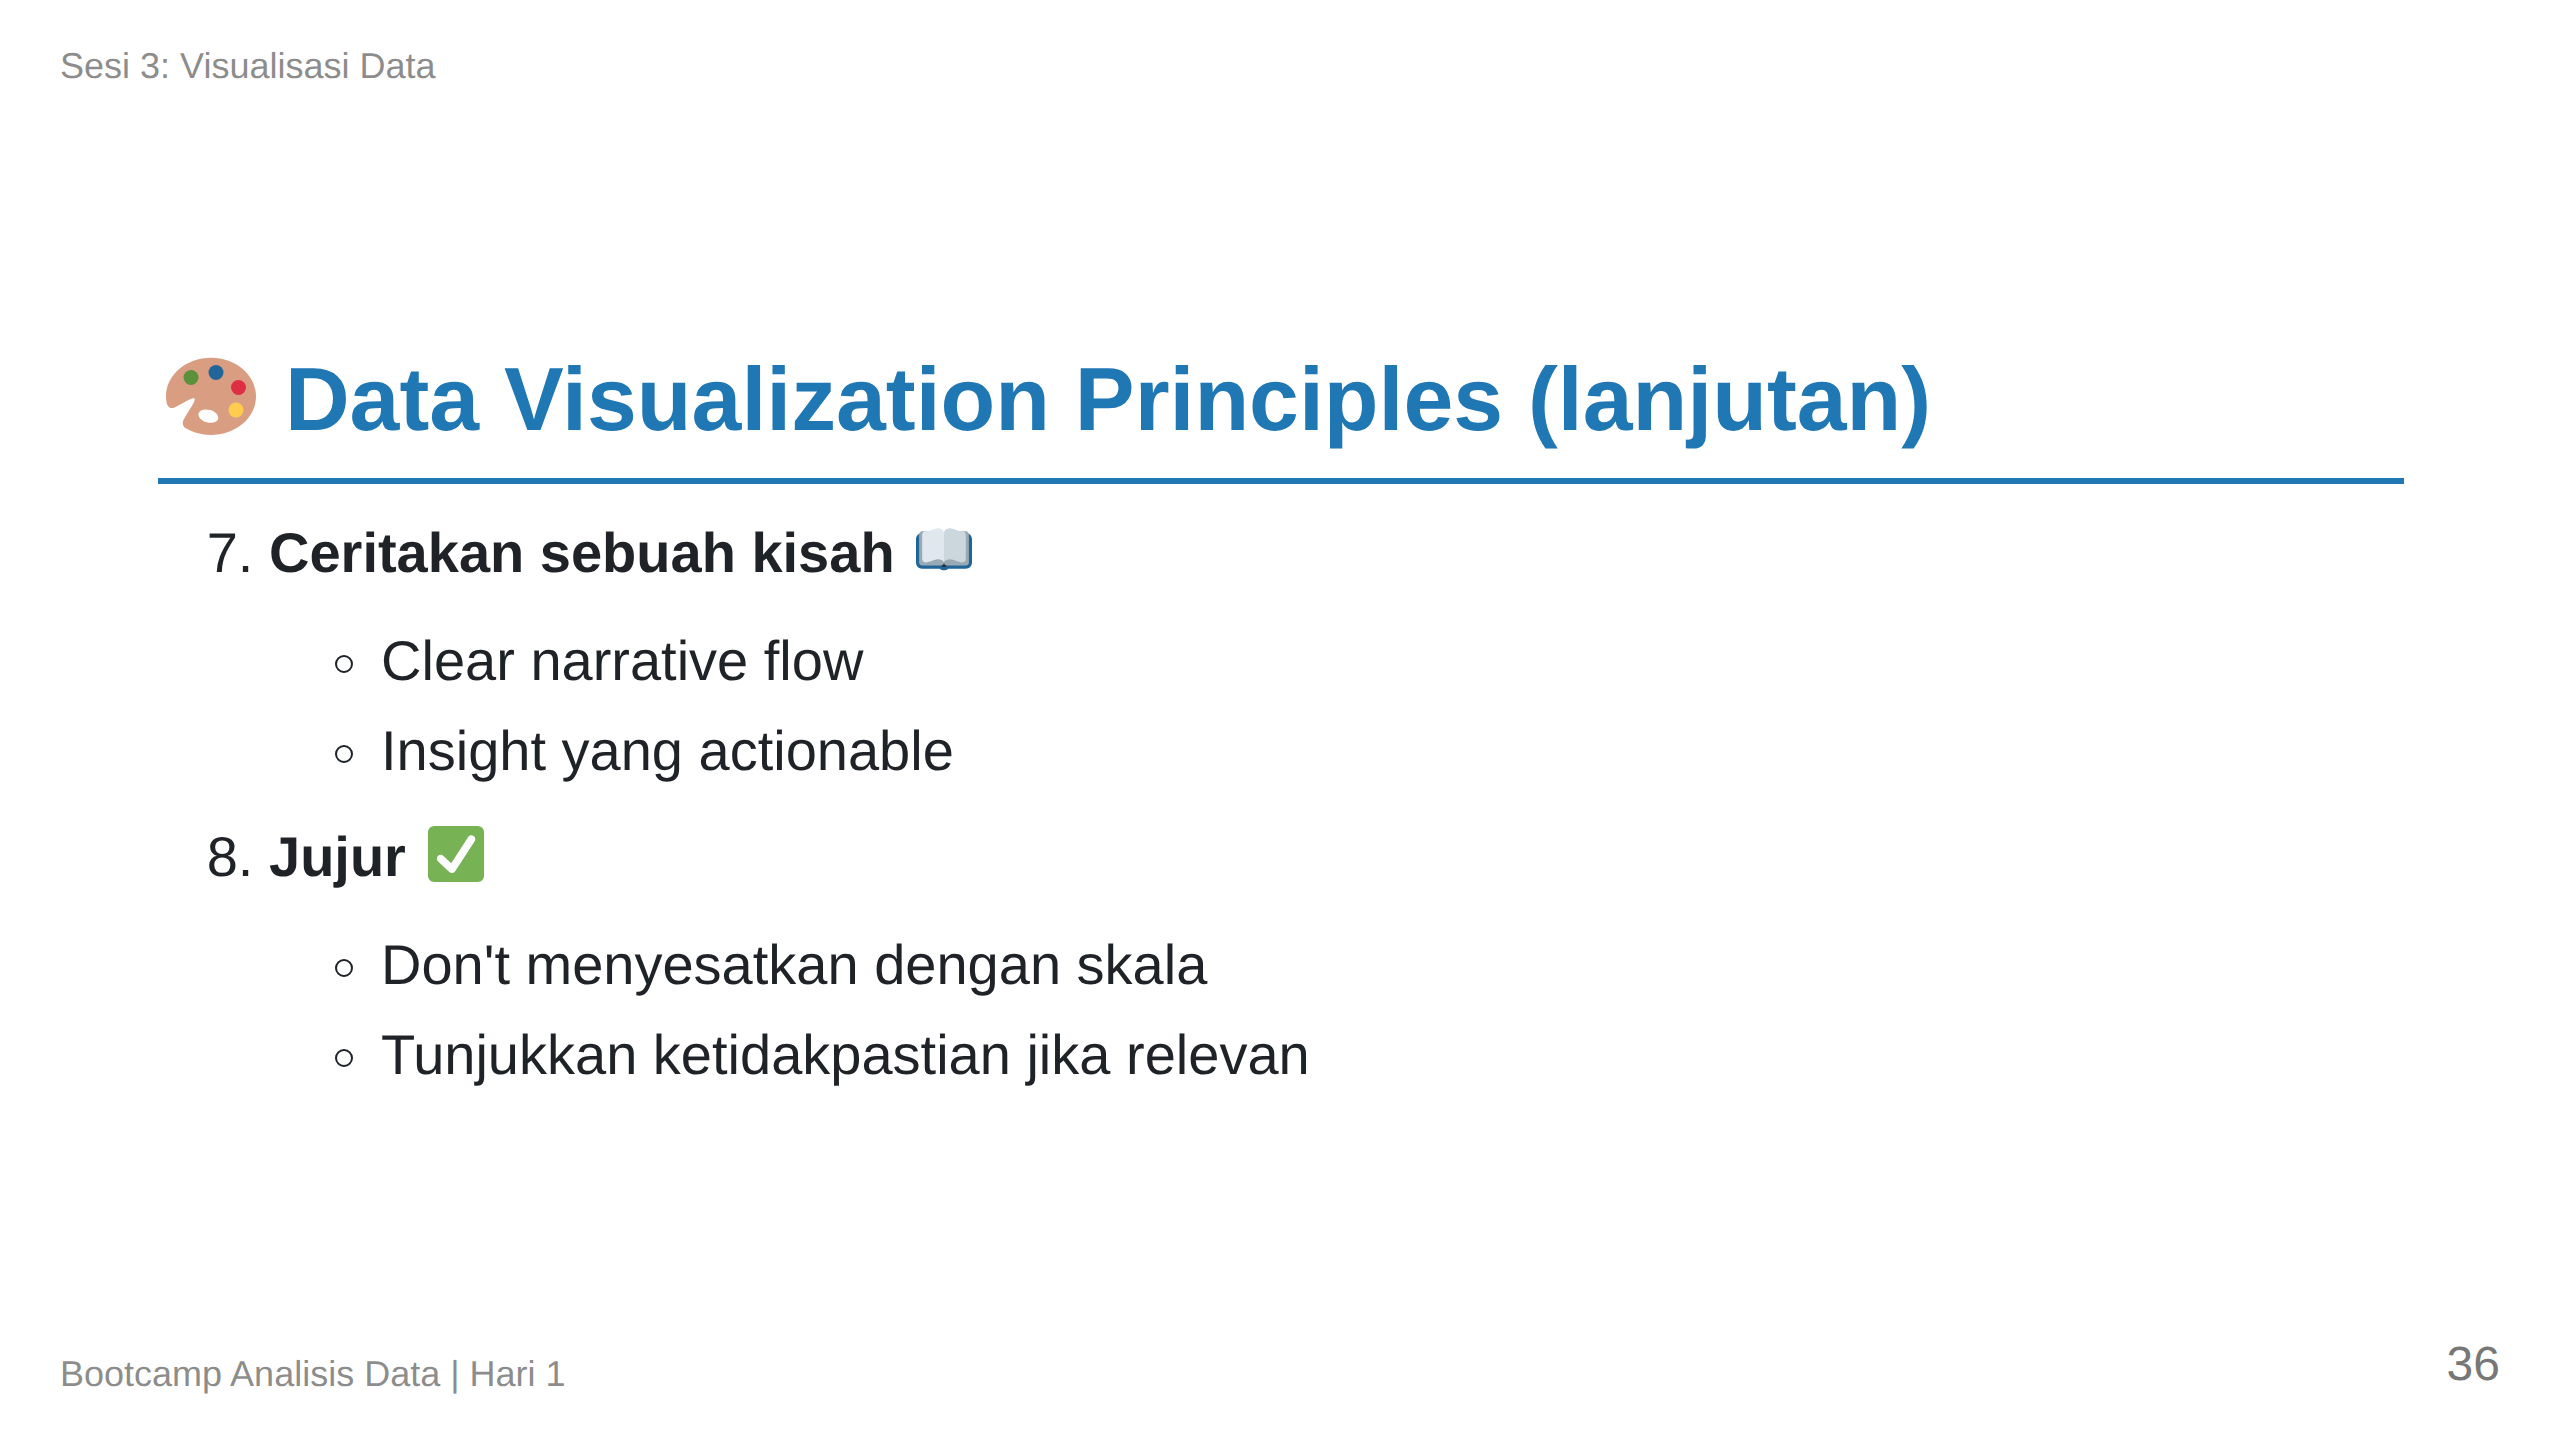 Sesi 3: Visualisasi Data
🎨 Data Visualization Principles (lanjutan)
7. Ceritakan sebuah kisah 📖
○ Clear narrative flow
○ Insight yang actionable
8. Jujur ✅
○ Don't menyesatkan dengan skala
○ Tunjukkan ketidakpastian jika relevan
Bootcamp Analisis Data | Hari 1
36